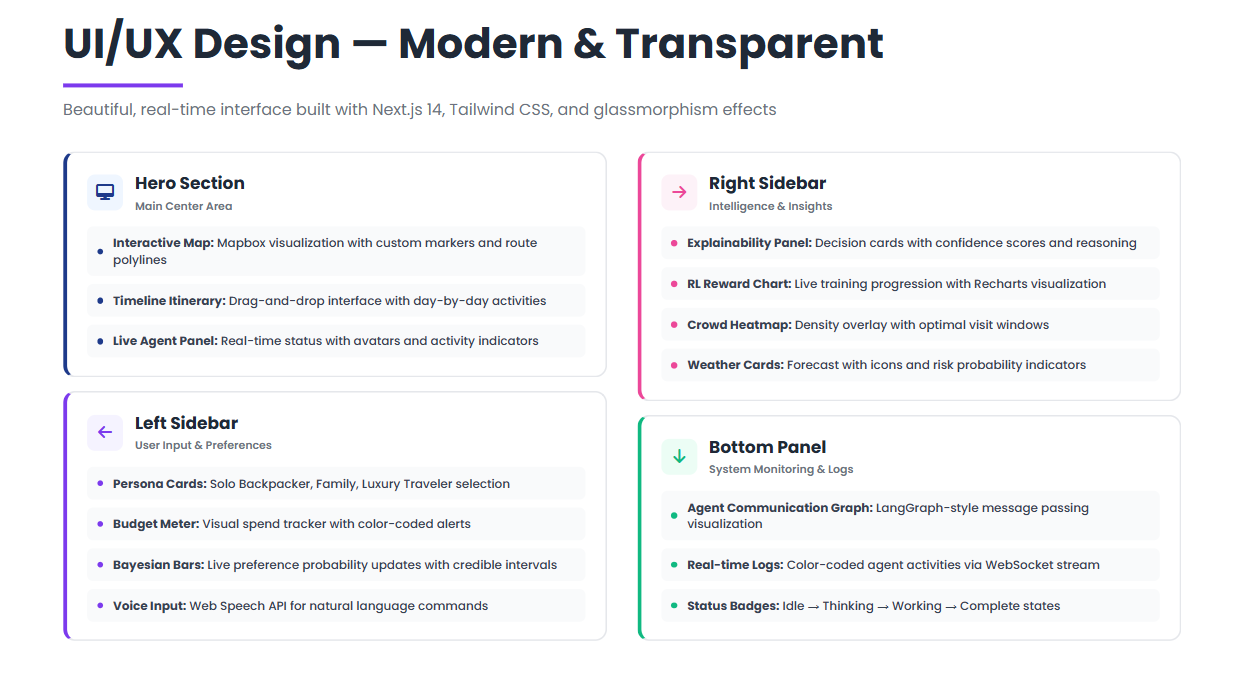 UI/UX Design — Modern & Transparent
Beautiful, real-time interface built with Next.js 14, Tailwind CSS, and glassmorphism effects
Hero Section
Main Center Area
Interactive Map: Mapbox visualization with custom markers and route
polylines
Timeline Itinerary: Drag-and-drop interface with day-by-day activities
Live Agent Panel: Real-time status with avatars and activity indicators
Left Sidebar
User Input & Preferences
Persona Cards: Solo Backpacker, Family, Luxury Traveler selection
Budget Meter: Visual spend tracker with color-coded alerts
Bayesian Bars: Live preference probability updates with credible intervals
Voice Input: Web Speech API for natural language commands
Right Sidebar
Intelligence & Insights
Explainability Panel: Decision cards with confidence scores and reasoning
RL Reward Chart: Live training progression with Recharts visualization
Crowd Heatmap: Density overlay with optimal visit windows
Weather Cards: Forecast with icons and risk probability indicators
Bottom Panel
System Monitoring & Logs
Agent Communication Graph: LangGraph-style message passing
visualization
Real-time Logs: Color-coded agent activities via WebSocket stream
Status Badges: Idle → Thinking → Working → Complete states